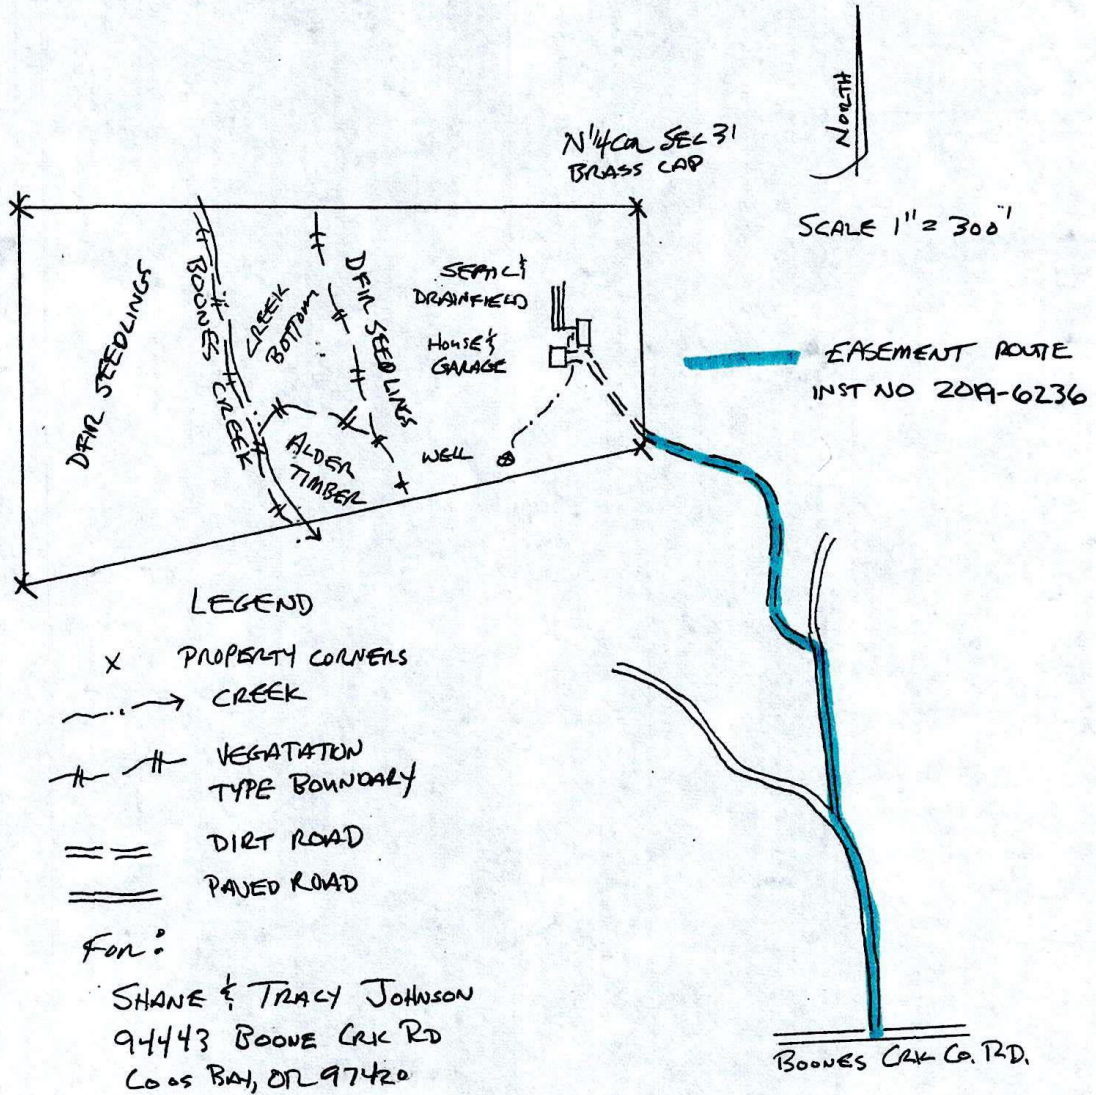 NORTH
N 1/4 COR SEC 31
BRASS CAP
SCALE 1" = 300'
EASEMENT ROUTE
INST NO 2019-6236
DFIR SEEDLINGS
BOONES CREEK
CREEK
BOTTOM
DFIR SEEDLINGS
SEPTIC &
DRAINFIELD
HOUSE &
GARAGE
ALDER
TIMBER
WELL
LEGEND
X PROPERTY CORNERS
CREEK
VEGATATION
TYPE BOUNDARY
DIRT ROAD
PAVED ROAD
FOR:
SHANE & TRACY JOHNSON
94443 BOONE CRK RD
COOS BAY, OR 97420
BOONES CRK CO. RD.